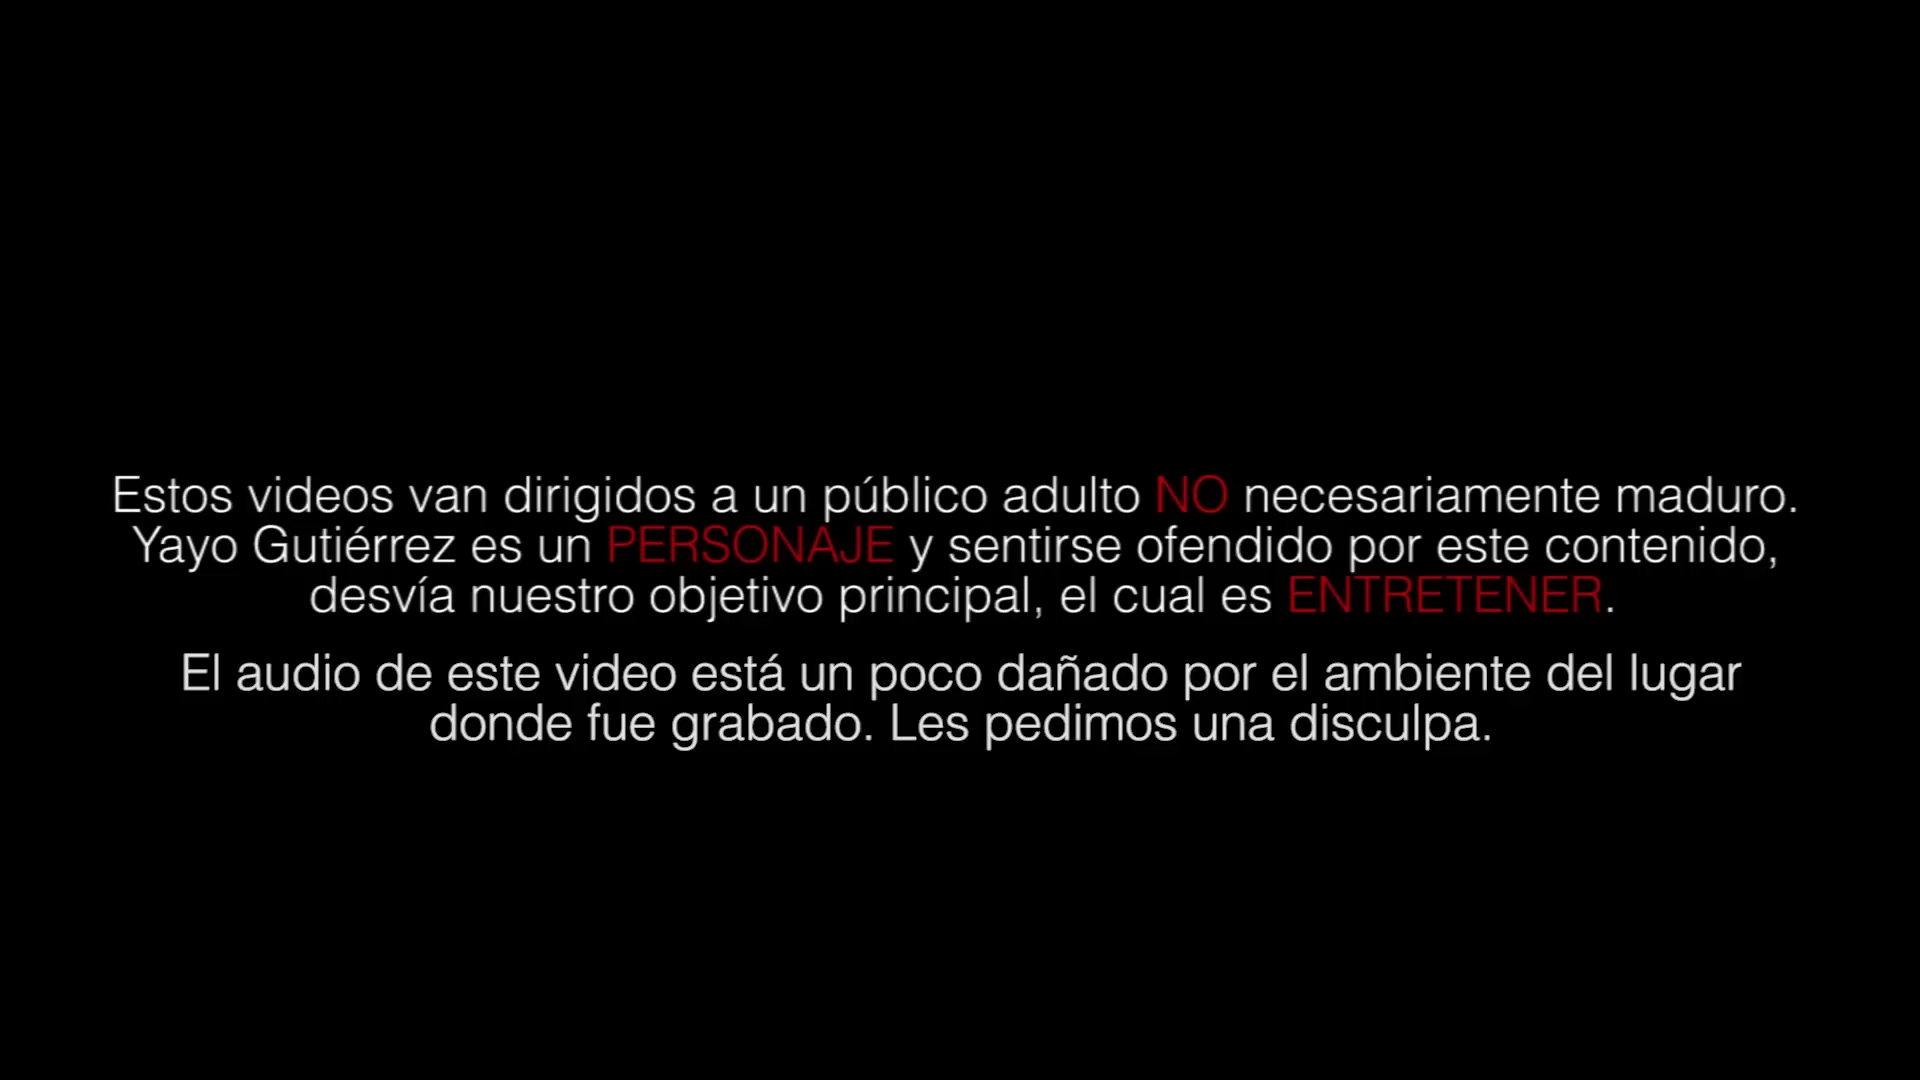 Estos videos van dirigidos a un público adulto NO necesariamente maduro.
Yayo Gutiérrez es un PERSONAJE y sentirse ofendido por este contenido,
desvía nuestro objetivo principal, el cual es ENTRETENER.
El audio de este video está un poco dañado por el ambiente del lugar
donde fue grabado. Les pedimos una disculpa.